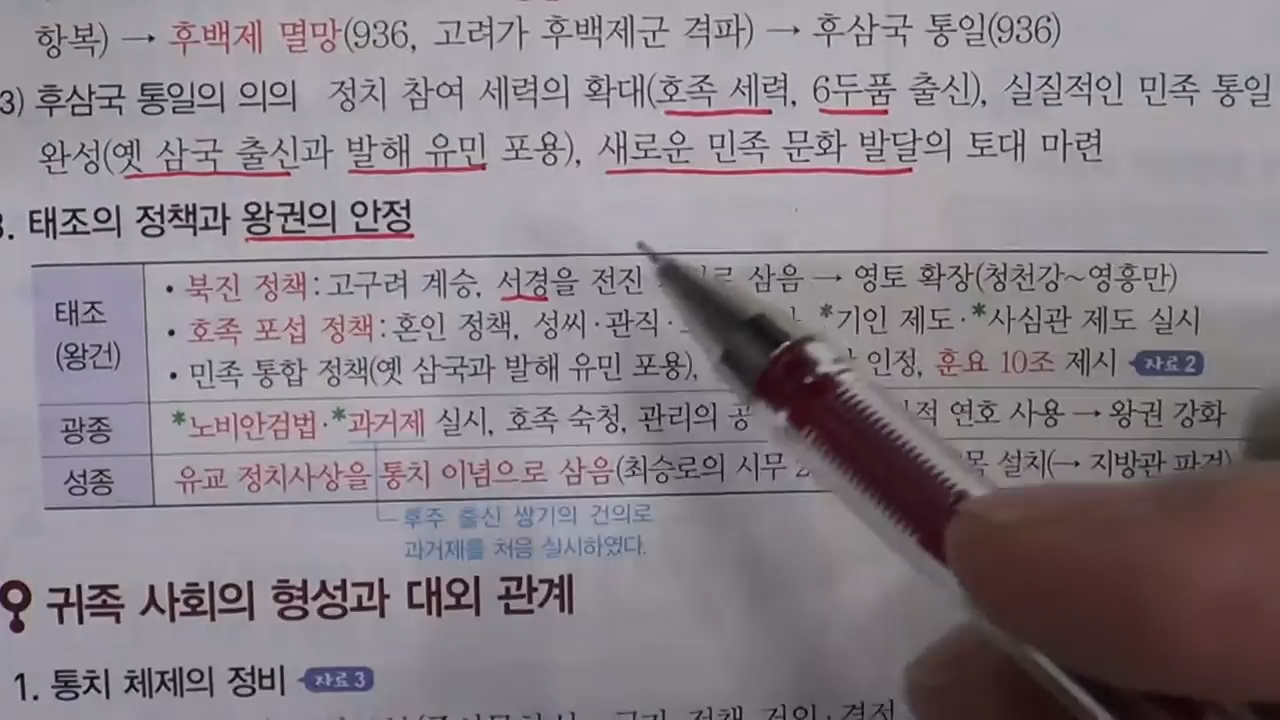 항복) → 후백제 멸망(936, 고려가 후백제군 격파) → 후삼국 통일(936)
3) 후삼국 통일의 의의 정치 참여 세력의 확대(호족 세력, 6두품 출신), 실질적인 민족 통일
완성(옛 삼국 출신과 발해 유민 포용), 새로운 민족 문화 발달의 토대 마련
3. 태조의 정책과 왕권의 안정
태조
(왕건)
• 북진 정책 : 고구려 계승, 서경을 전진 삼음 → 영토 확장(청천강~영흥만)
• 호족 포섭 정책 : 혼인 정책, 성씨·관직· *기인 제도·*사심관 제도 실시
• 민족 통합 정책(옛 삼국과 발해 유민 포용), 인정, 훈요 10조 제시 자료 2
광종
*노비안검법·*과거제 실시, 호족 숙청, 관리의 공 연호 사용 → 왕권 강화
성종
유교 정치사상을 통치 이념으로 삼음(최승로의 시무 설치(→ 지방관 파견)
후주 출신 쌍기의 건의로
과거제를 처음 실시하였다.
귀족 사회의 형성과 대외 관계
1. 통치 체제의 정비 자료 3